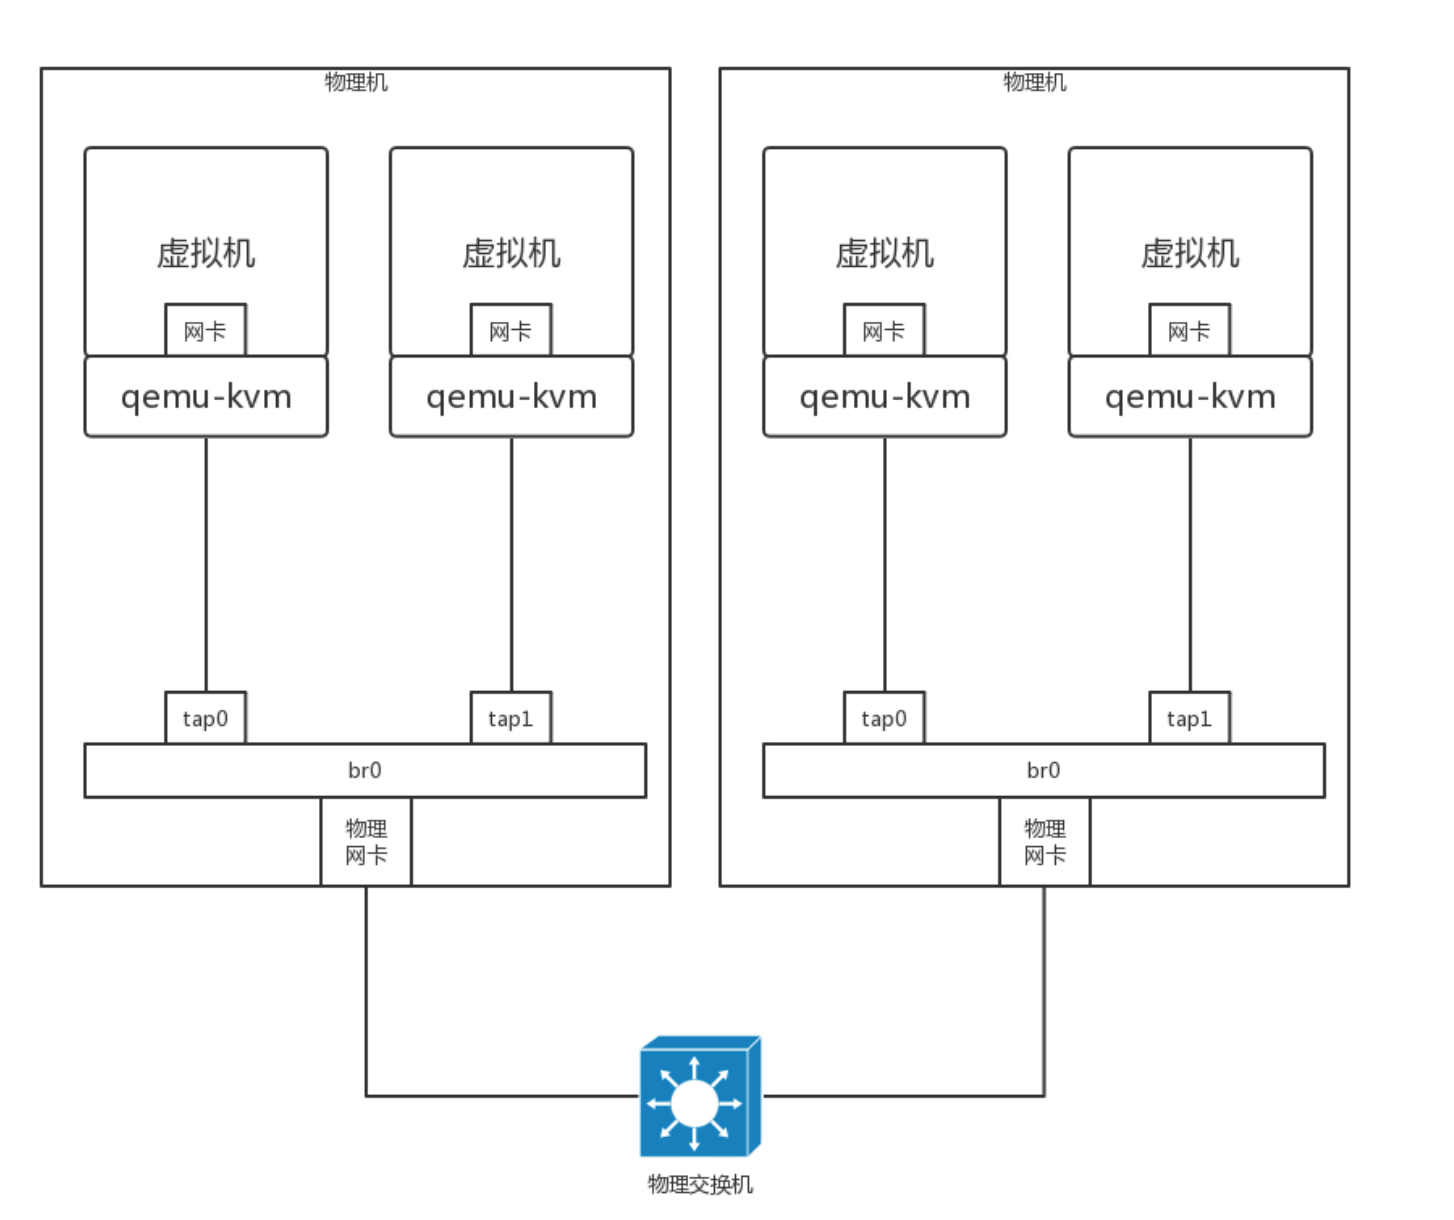 物理机
物理机
虚拟机
虚拟机
虚拟机
虚拟机
网卡
网卡
网卡
网卡
qemu-kvm
qemu-kvm
qemu-kvm
qemu-kvm
tap0
tap1
tap0
tap1
br0
br0
物理
网卡
物理
网卡
物理交换机